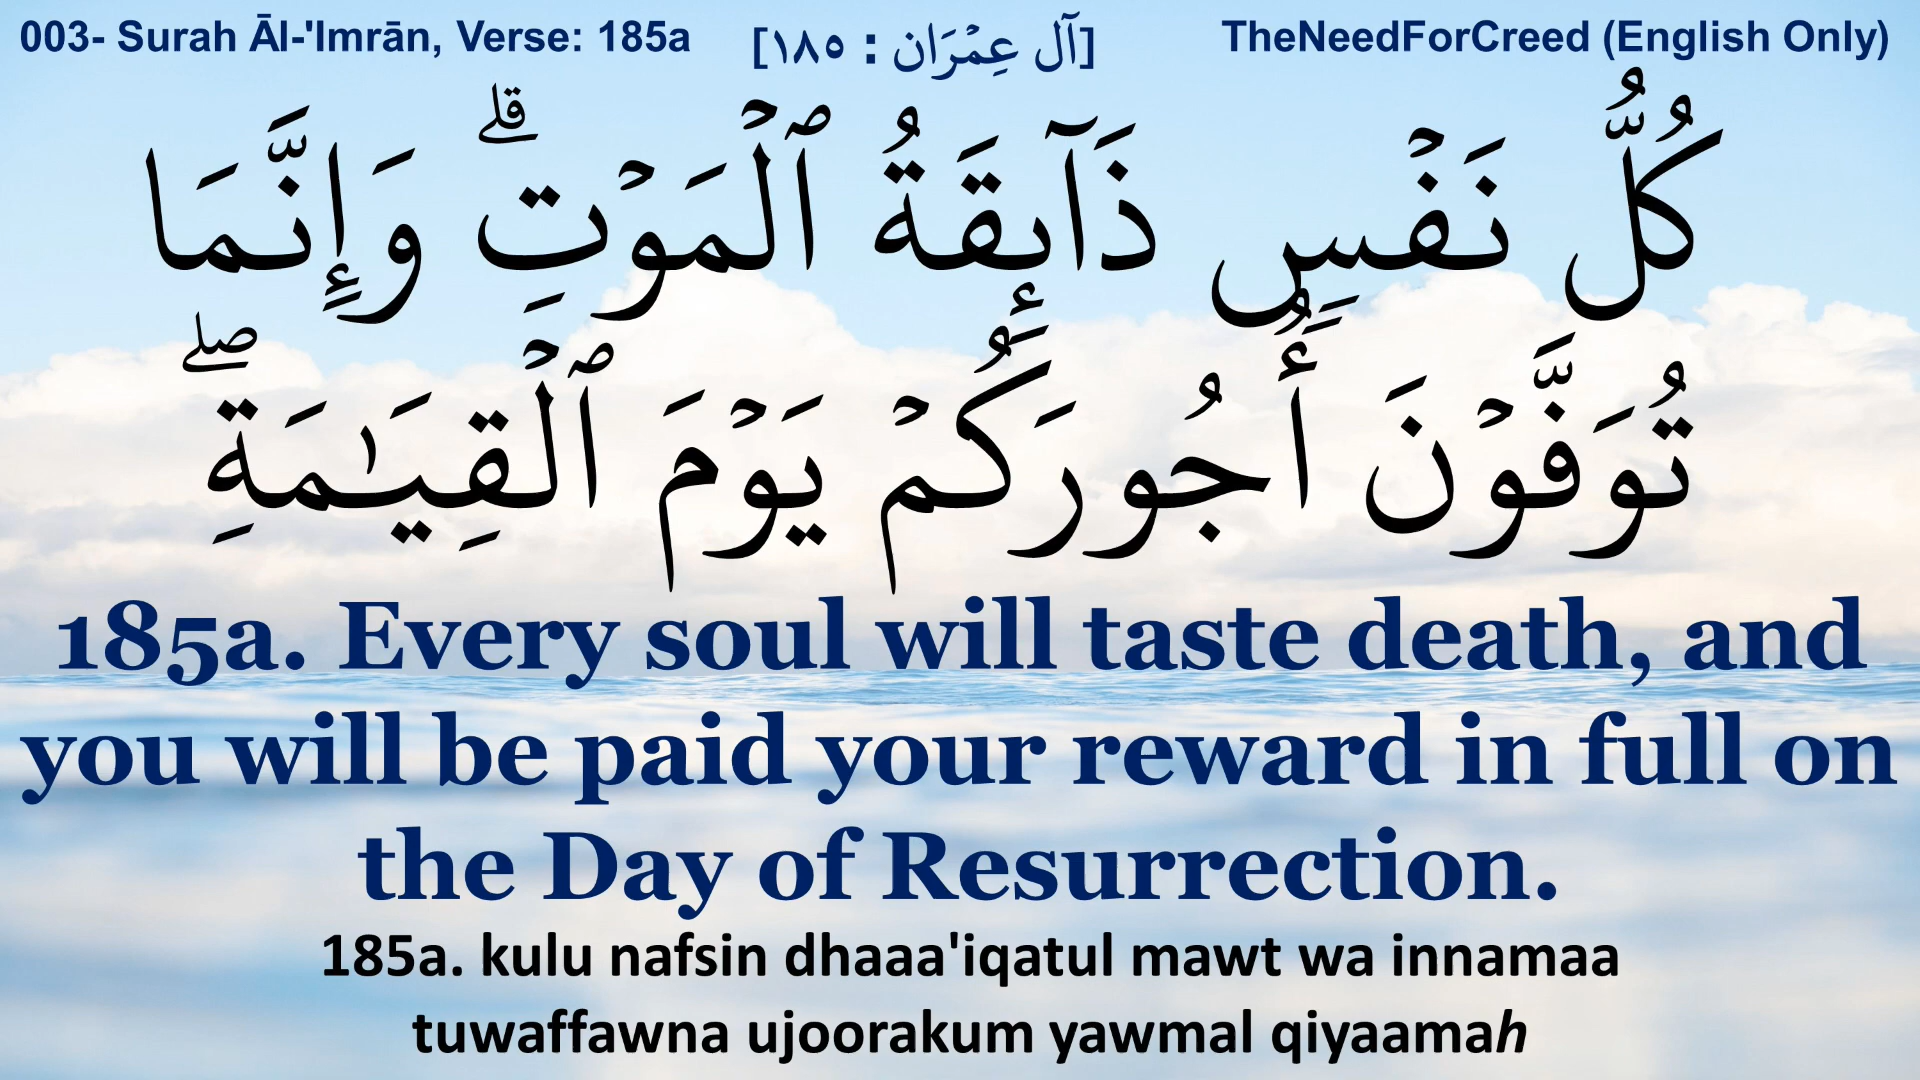 003- Surah Āl-'Imrān, Verse: 185a
[آل عِمْرَان : ١٨٥]
TheNeedForCreed (English Only)
كُلُّ نَفْسٍ ذَآئِقَةُ ٱلْمَوْتِ ۗ وَإِنَّمَا
تُوَفَّوْنَ أُجُورَكُمْ يَوْمَ ٱلْقِيَـٰمَةِ ۖ
185a. Every soul will taste death, and
you will be paid your reward in full on
the Day of Resurrection.
185a. kulu nafsin dhaaa'iqatul mawt wa innamaa
tuwaffawna ujoorakum yawmal qiyaamah